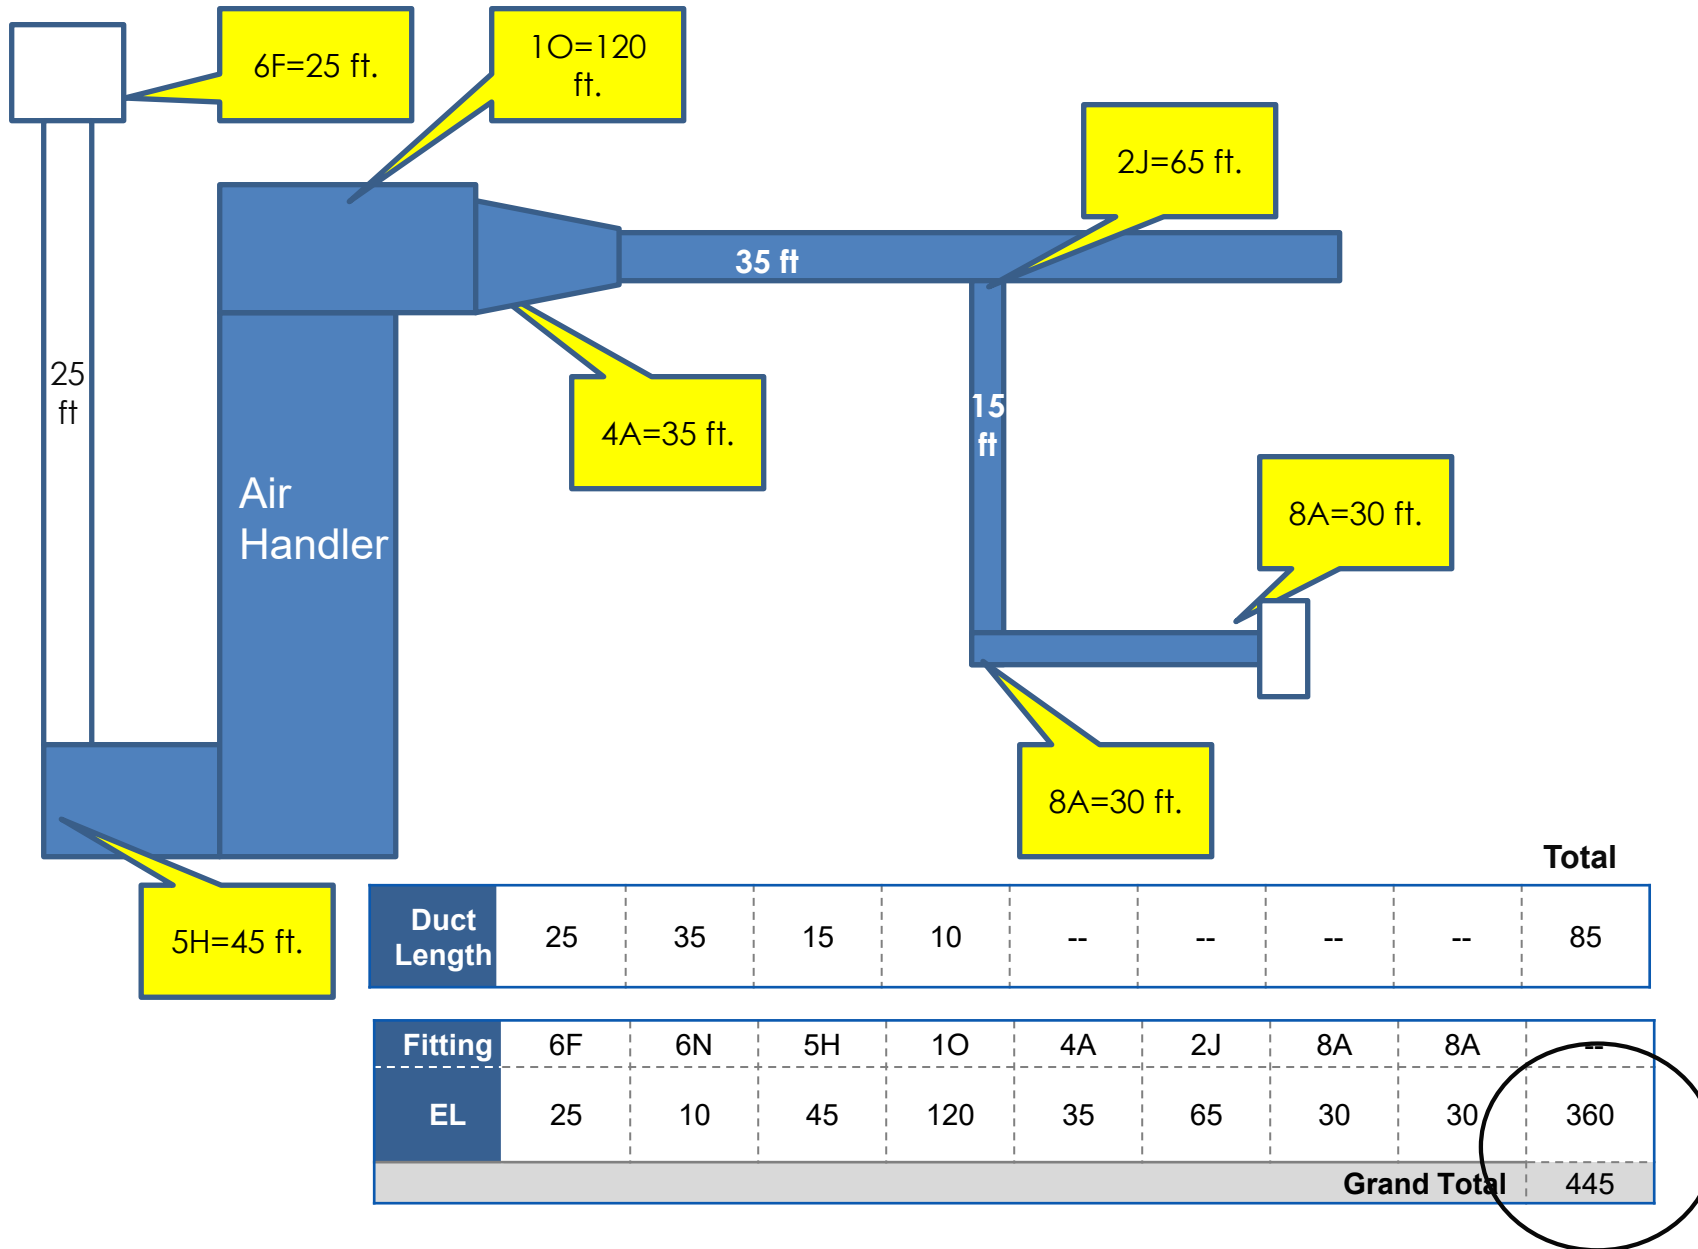 6F=25 ft.
1O=120
ft.
2J=65 ft.
35 ft
25
ft
4A=35 ft.
15
ft
Air
Handler
8A=30 ft.
8A=30 ft.
5H=45 ft.
Total
Duct
Length 25 35 15 10 -- -- -- -- 85
Fitting 6F 6N 5H 1O 4A 2J 8A 8A --
EL 25 10 45 120 35 65 30 30 360
Grand Total 445